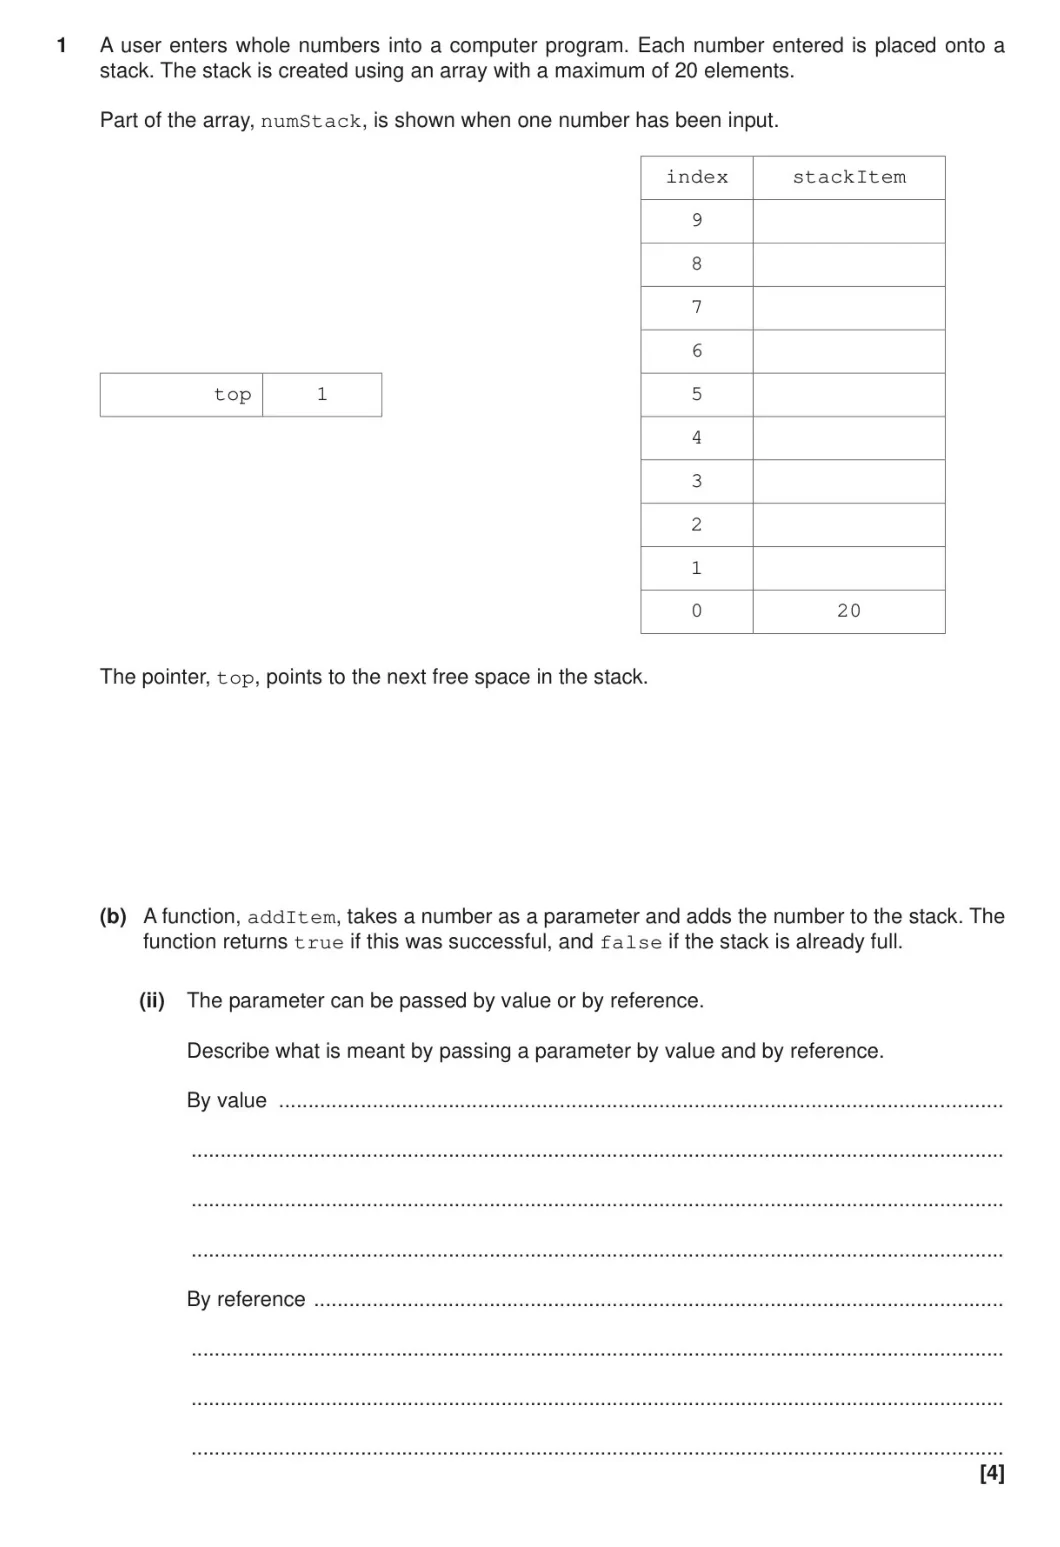 1 A user enters whole numbers into a computer program. Each number entered is placed onto a
stack. The stack is created using an array with a maximum of 20 elements.
Part of the array, numStack, is shown when one number has been input.
index stackItem
9
8
7
6
5
4
3
2
1
0 20
top 1
The pointer, top, points to the next free space in the stack.
(b) A function, addItem, takes a number as a parameter and adds the number to the stack. The
function returns true if this was successful, and false if the stack is already full.
(ii) The parameter can be passed by value or by reference.
Describe what is meant by passing a parameter by value and by reference.
By value
By reference
[4]